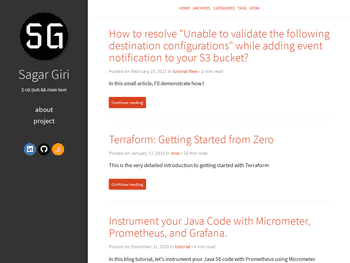 HOME ARCHIVES CATEGORIES TAGS ATOM
SG
Sagar Giri
$ cd /pub && more beer
about
project
How to resolve "Unable to validate the following
destination configurations" while adding event
notification to your S3 bucket?
Posted on February 25, 2021 in tutorial fixes • 2 min read
In this small article, I'll demonstrate how I
Continue reading
Terraform: Getting Started from Zero
Posted on January 17, 2021 in misc • 16 min read
This is the very detailed introduction to getting started with Terraform
Continue reading
Instrument your Java Code with Micrometer,
Prometheus, and Grafana.
Posted on December 31, 2020 in tutorial • 4 min read
In this blog tutorial, let's instrument your Java SE code with Prometheus using Micrometer